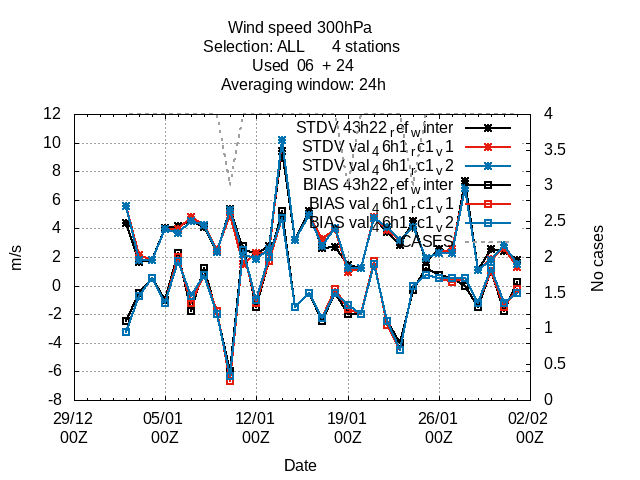 Wind speed 300hPa
Selection: ALL 4 stations
Used 06 + 24
Averaging window: 24h
STDV 43h22_ref_winter
STDV val_46h1_rc1_v1
STDV val_46h1_rc1_v2
BIAS 43h22_ref_winter
BIAS val_46h1_rc1_v1
BIAS val_46h1_rc1_v2
CASES
12
10
8
6
4
2
0
-2
-4
-6
-8
m/s
4
3.5
3
2.5
2
1.5
1
0.5
0
No cases
29/12 05/01 12/01 19/01 26/01 02/02
00Z 00Z 00Z 00Z 00Z 00Z
Date